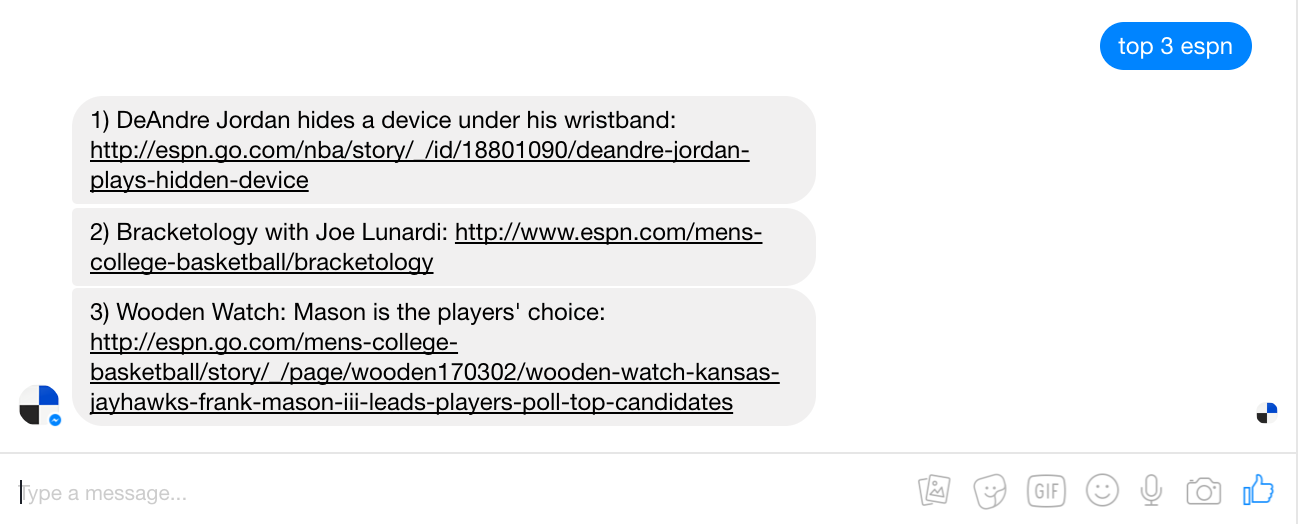 top 3 espn
1) DeAndre Jordan hides a device under his wristband:
http://espn.go.com/nba/story/_/id/18801090/deandre-jordan-
plays-hidden-device
2) Bracketology with Joe Lunardi: http://www.espn.com/mens-
college-basketball/bracketology
3) Wooden Watch: Mason is the players' choice:
http://espn.go.com/mens-college-
basketball/story/_/page/wooden170302/wooden-watch-kansas-
jayhawks-frank-mason-iii-leads-players-poll-top-candidates
Type a message...
GIF